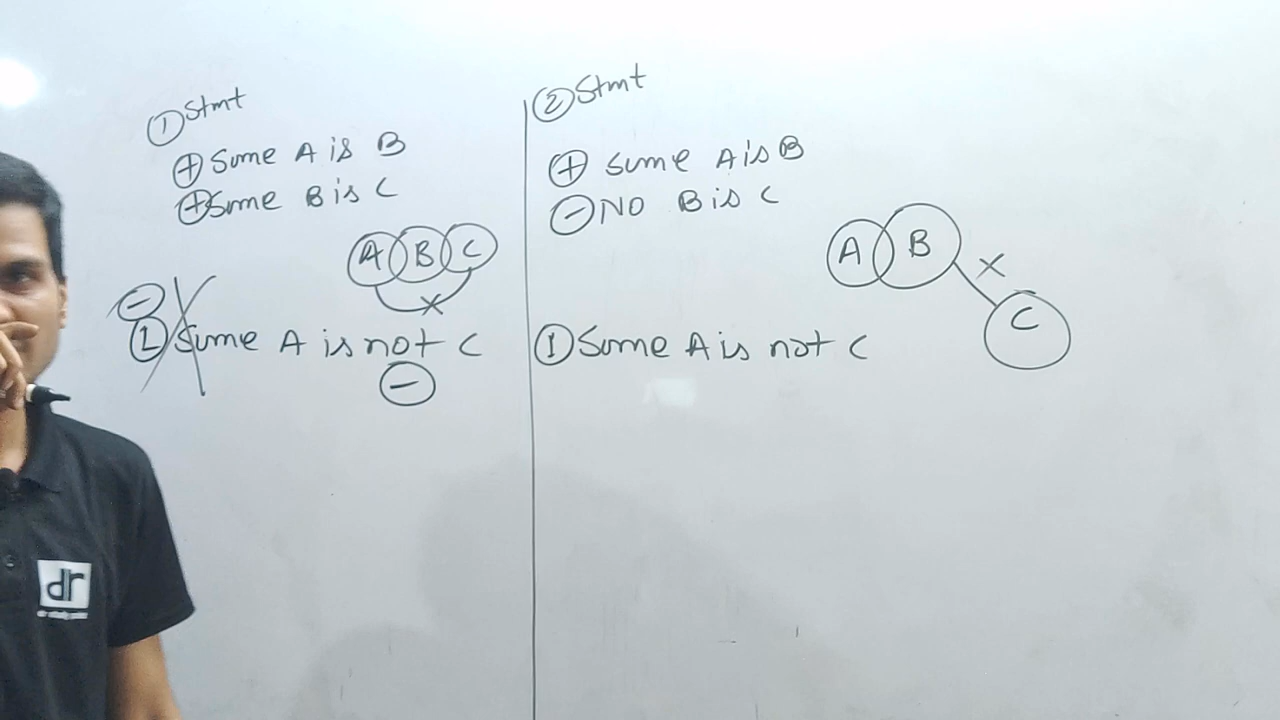 ① Stmt
⊕ Some A is B
⊕ Some B is C
A B C
×
⊖
① Some A is not C
⊖
② Stmt
⊕ Some A is B
⊖ NO B is C
A B
×
C
① Some A is not C
dr